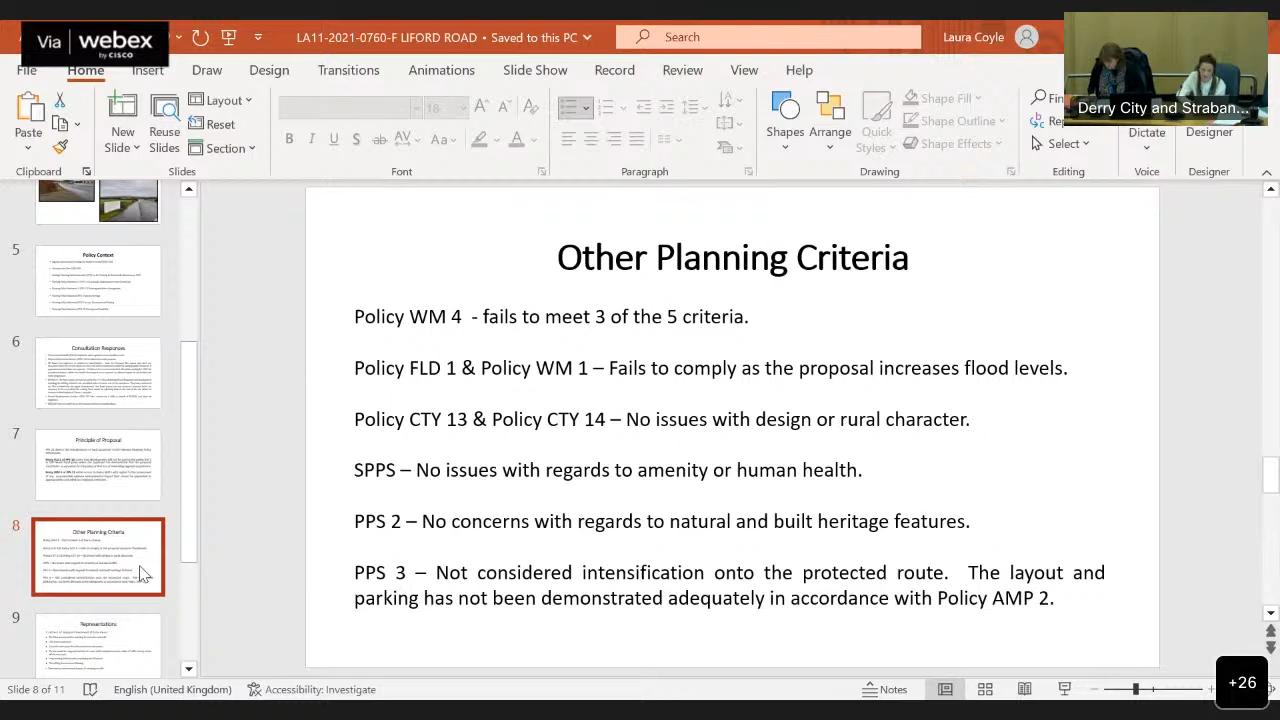 Via webex by CISCO
LA11-2021-0760-F LIFORD ROAD • Saved to this PC
Search
Laura Coyle
File Home Insert Draw Design Transitions Animations Slide Show Record Review View Help
Derry City and Straban...
Paste
New Slide
Reuse Slides
Layout
Reset
Section
B I U S ab AV Aa A
Shapes
Arrange
Quick Styles
Shape Fill
Shape Outline
Shape Effects
Select
Dictate
Designer
Clipboard Slides Font Paragraph Drawing Editing Voice Designer
5
Policy Context
6
Consultation Responses
7
Principle of Proposal
8
Other Planning Criteria
9
Representations
Other Planning Criteria
Policy WM 4 - fails to meet 3 of the 5 criteria.
Policy FLD 1 & Policy WM 1 – Fails to comply as the proposal increases flood levels.
Policy CTY 13 & Policy CTY 14 – No issues with design or rural character.
SPPS – No issues with regards to amenity or human health.
PPS 2 – No concerns with regards to natural and built heritage features.
PPS 3 – Not considered intensification onto the protected route. The layout and
parking has not been demonstrated adequately in accordance with Policy AMP 2.
Slide 8 of 11
English (United Kingdom)
Accessibility: Investigate
Notes
+26